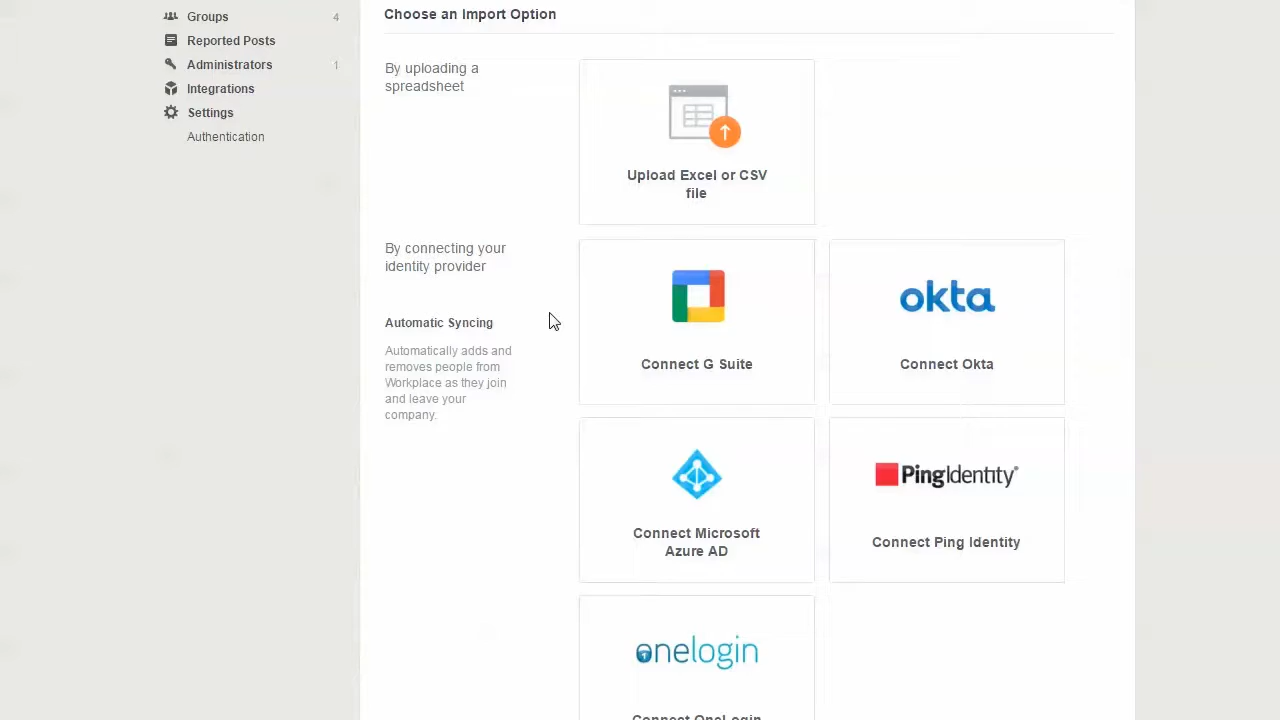 Groups 4
Reported Posts
Administrators 1
Integrations
Settings
Authentication
Choose an Import Option
By uploading a
spreadsheet
Upload Excel or CSV
file
By connecting your
identity provider
Automatic Syncing
Automatically adds and
removes people from
Workplace as they join
and leave your
company.
Connect G Suite
okta
Connect Okta
Connect Microsoft
Azure AD
PingIdentity®
Connect Ping Identity
onelogin
Connect OneLogin